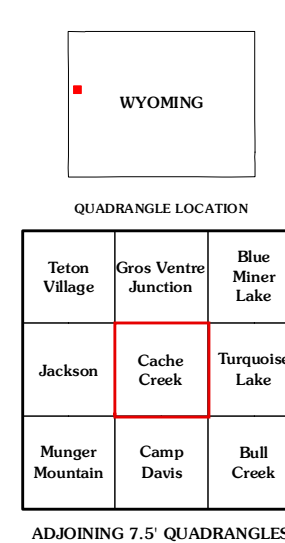 WYOMING
QUADRANGLE LOCATION
Teton
Village
Gros Ventre
Junction
Blue
Miner
Lake
Jackson
Cache
Creek
Turquoise
Lake
Munger
Mountain
Camp
Davis
Bull
Creek
ADJOINING 7.5' QUADRANGLES